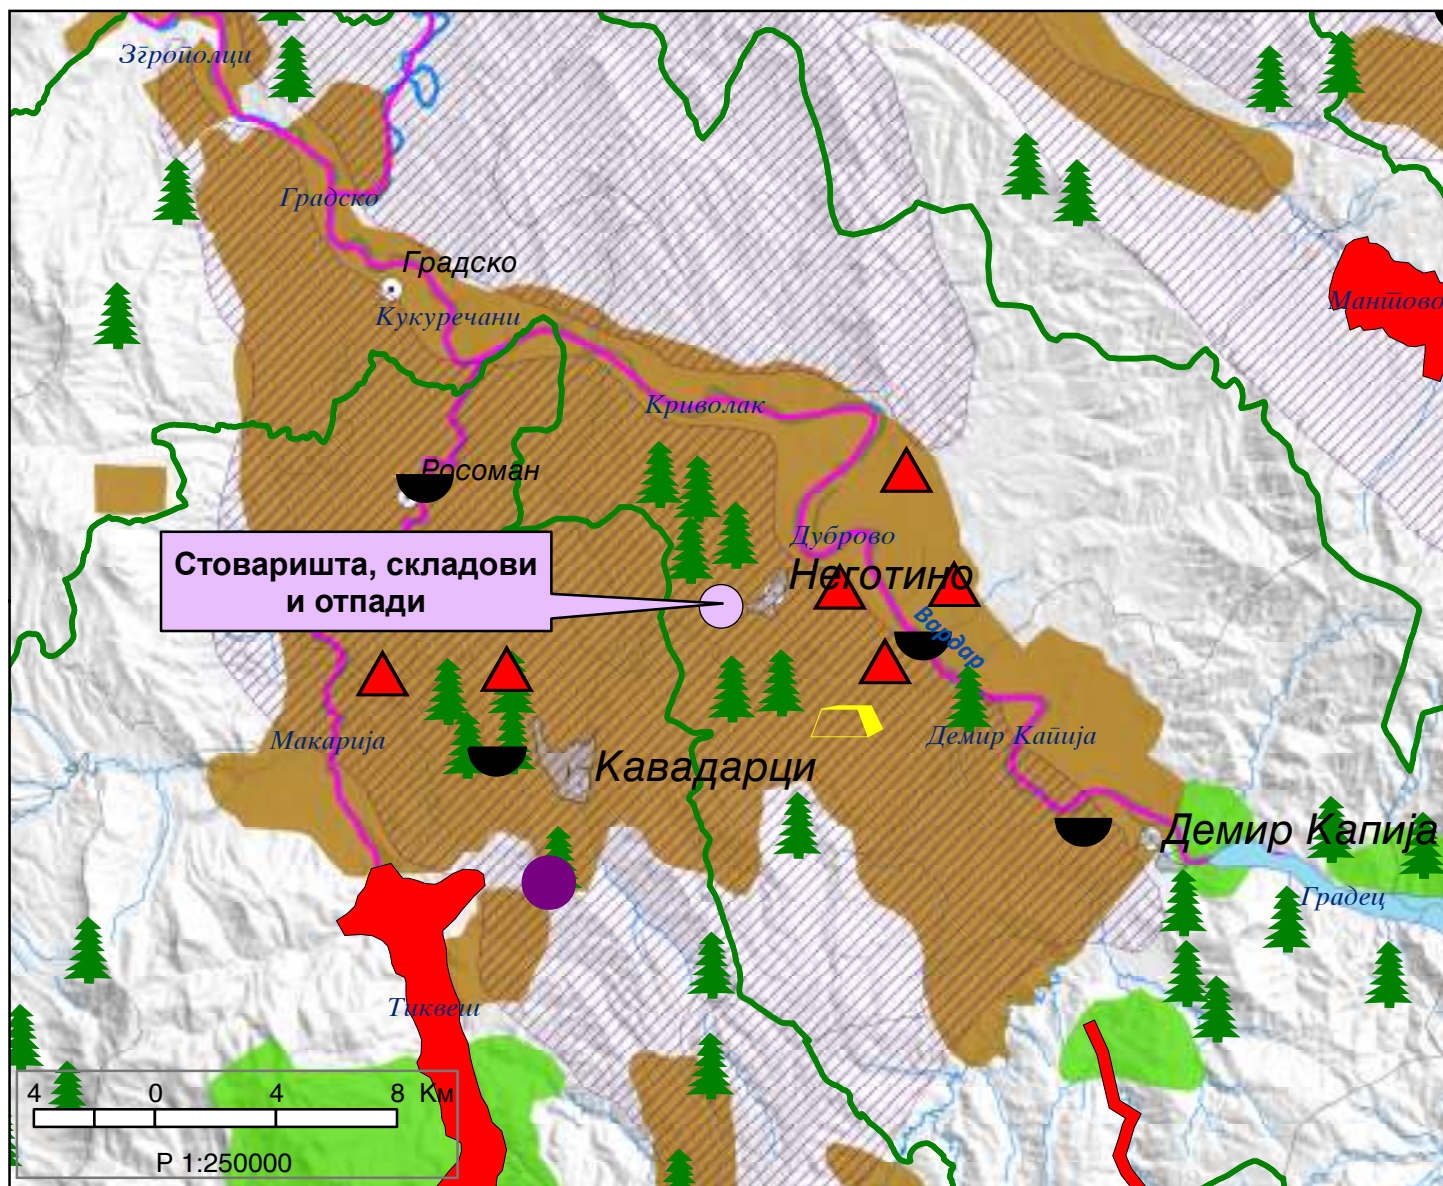 Згрополци
Градско
Градско
Кукуречани
Мантово
Криволак
Росоман
Дуброво
Стоваришта, складови
и отпади
Неготино
Вардар
Макарија
Демир Капија
Кавадарци
Демир Капија
Градец
Тиквеш
4 0 4 8 Км
Р 1:250000